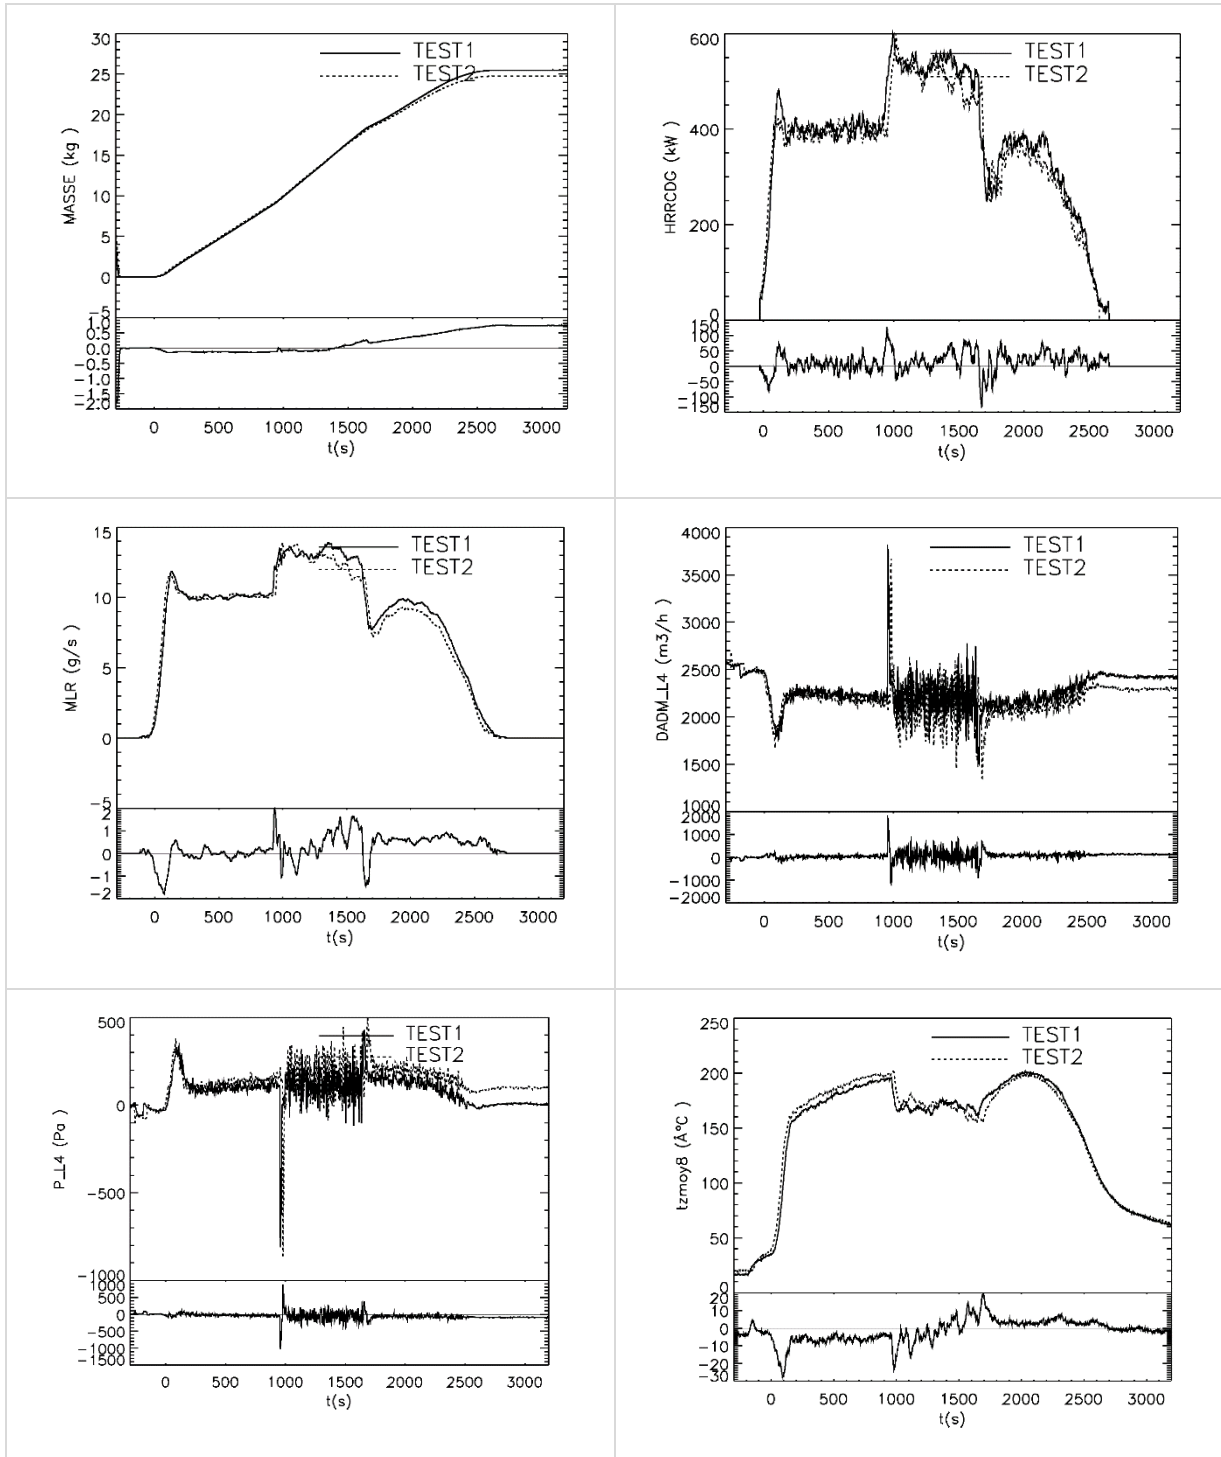 30
25
20
15
10
5
0
-5
MASSE (kg)
TEST1
TEST2
1.0
0.5
0.0
-0.5
-1.0
-1.5
-2.0
0 500 1000 1500 2000 2500 3000
t(s)
600
400
200
0
HRRCDG (kW)
TEST1
TEST2
150
100
50
0
-50
-100
-150
0 500 1000 1500 2000 2500 3000
t(s)
15
10
5
0
-5
MLR (g/s)
TEST1
TEST2
2
1
0
-1
-2
0 500 1000 1500 2000 2500 3000
t(s)
4000
3500
3000
2500
2000
1500
1000
DADM_L4 (m3/h)
TEST1
TEST2
2000
1000
0
-1000
-2000
0 500 1000 1500 2000 2500 3000
t(s)
500
0
-500
-1000
P_L4 (Pa)
TEST1
TEST2
1000
500
0
-500
-1000
-1500
0 500 1000 1500 2000 2500 3000
t(s)
250
200
150
100
50
0
tzmoy8 (Å°C)
TEST1
TEST2
20
10
0
-10
-20
-30
0 500 1000 1500 2000 2500 3000
t(s)